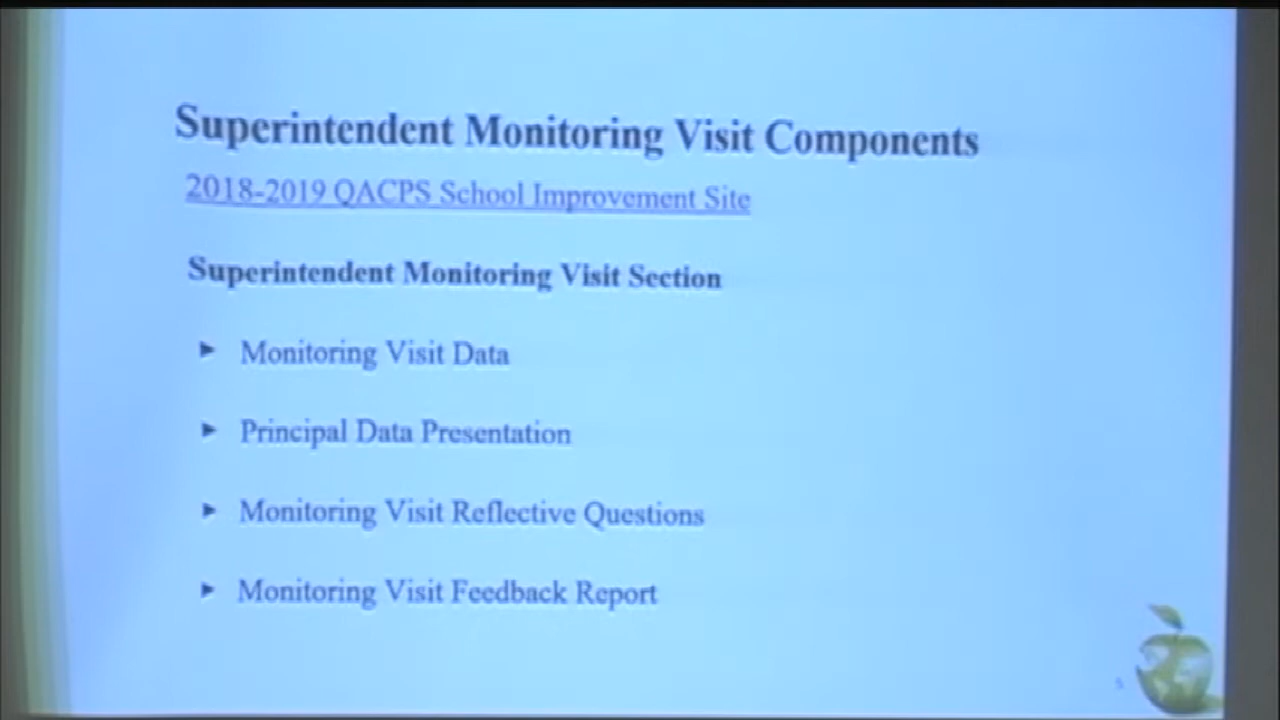 Superintendent Monitoring Visit Components
2018-2019 QACPS School Improvement Site
Superintendent Monitoring Visit Section
► Monitoring Visit Data
► Principal Data Presentation
► Monitoring Visit Reflective Questions
► Monitoring Visit Feedback Report